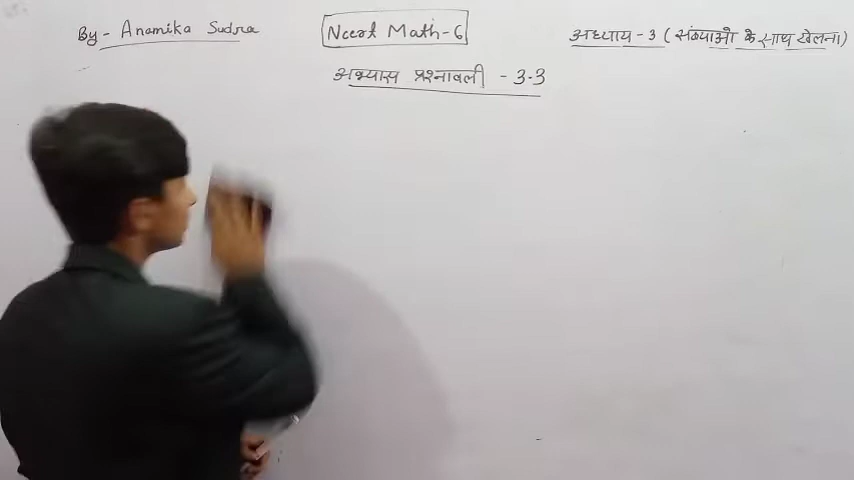 By- Anamika Sudra
Ncert Math-6
अध्याय - 3 ( संख्याओ के साथ खेलना)
अभ्यास प्रश्नावली - 3.3